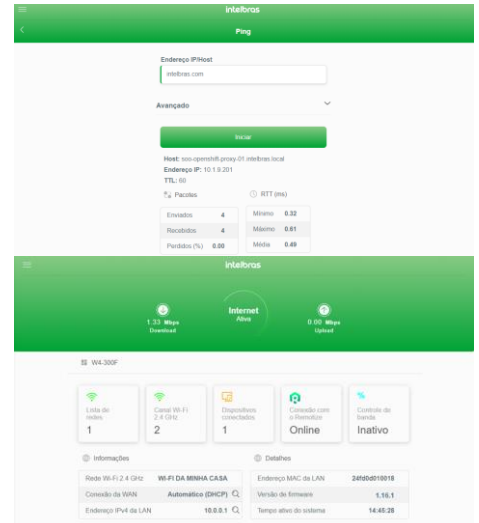 intelbras
Ping
Endereço IP/Host
intelbras.com
Avançado
Iniciar
Host: soo-openshift-proxy-01.intelbras.local
Endereço IP: 10.1.9.201
TTL: 60
Pacotes
RTT (ms)
Enviados 4
Mínimo 0.32
Recebidos 4
Máximo 0.61
Perdidos (%) 0.00
Média 0.49
intelbras
Internet
Ativa
1.33 Mbps
Download
0.00 Mbps
Upload
W4-300F
Lista de redes
1
Canal Wi-Fi 2.4 GHz
2
Dispositivos conectados
1
Conexão com o Remotize
Online
Controle de banda
Inativo
Informações
Detalhes
Rede Wi-Fi 2.4 GHz WI-FI DA MINHA CASA
Endereço MAC da LAN 24fd0d010018
Conexão da WAN Automático (DHCP)
Versão do firmware 1.16.1
Endereço IPv4 da LAN 10.0.0.1
Tempo ativo do sistema 14:45:28